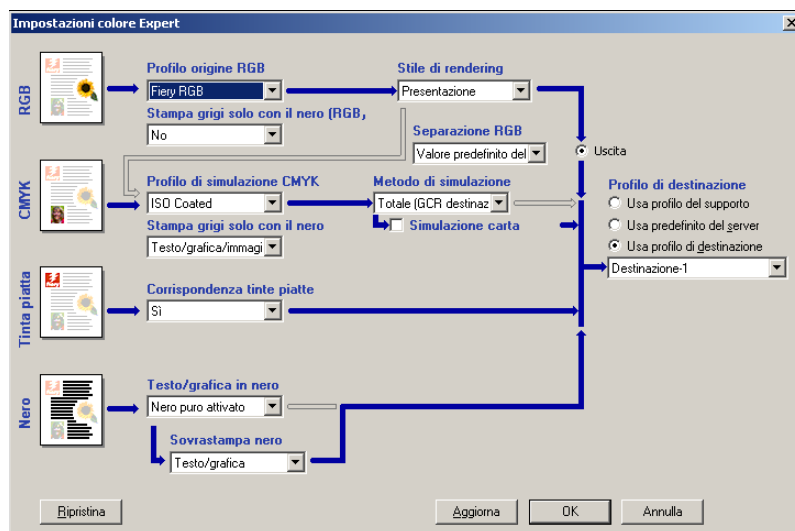 Impostazioni colore Expert
RGB
Profilo origine RGB
Fiery RGB
Stile di rendering
Presentazione
Stampa grigi solo con il nero (RGB,
No
Separazione RGB
Valore predefinito del
Uscita
CMYK
Profilo di simulazione CMYK
ISO Coated
Metodo di simulazione
Totale (GCR destinaz
Simulazione carta
Stampa grigi solo con il nero
Testo/grafica/immagi
Profilo di destinazione
Usa profilo del supporto
Usa predefinito del server
Usa profilo di destinazione
Destinazione-1
Tinta piatta
Corrispondenza tinte piatte
Sì
Nero
Testo/grafica in nero
Nero puro attivato
Sovrastampa nero
Testo/grafica
Ripristina
Aggiorna
OK
Annulla